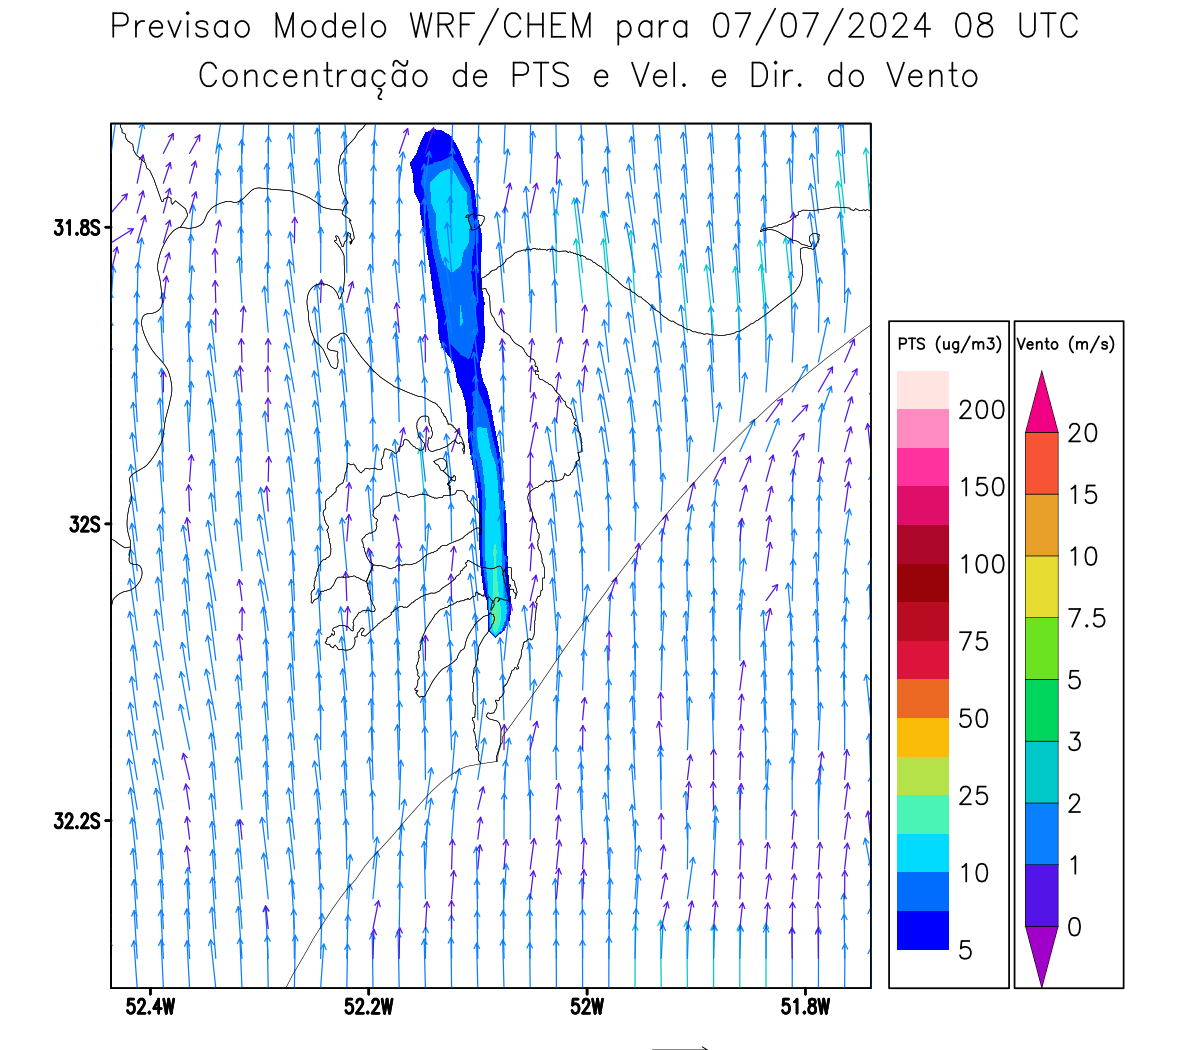 Previsao Modelo WRF/CHEM para 07/07/2024 08 UTC
Concentração de PTS e Vel. e Dir. do Vento
31.8S
32S
32.2S
52.4W
52.2W
52W
51.8W
PTS (ug/m3)
200
150
100
75
50
25
10
5
Vento (m/s)
20
15
10
7.5
5
3
2
1
0